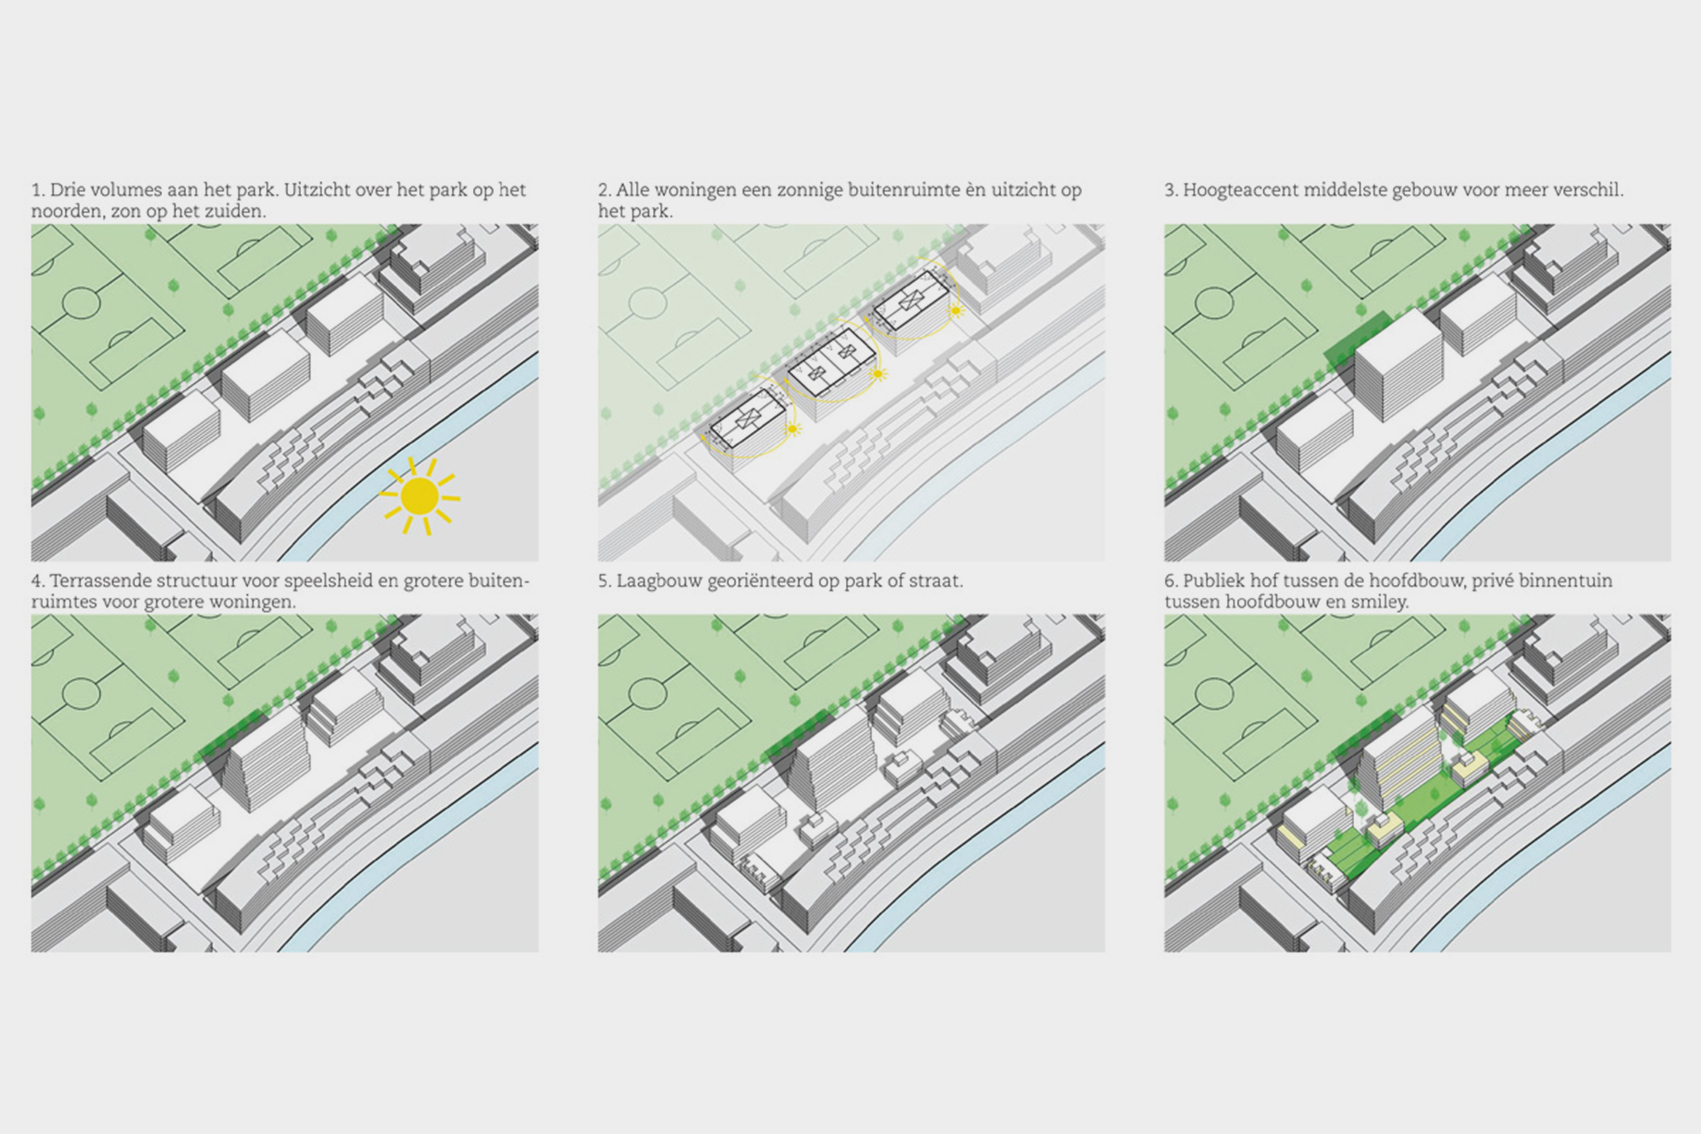 1. Drie volumes aan het park. Uitzicht over het park op het
noorden, zon op het zuiden.
2. Alle woningen een zonnige buitenruimte èn uitzicht op
het park.
3. Hoogteaccent middelste gebouw voor meer verschil.
4. Terrassende structuur voor speelsheid en grotere buiten-
ruimtes voor grotere woningen.
5. Laagbouw georiënteerd op park of straat.
6. Publiek hof tussen de hoofdbouw, privé binnentuin
tussen hoofdbouw en smiley.